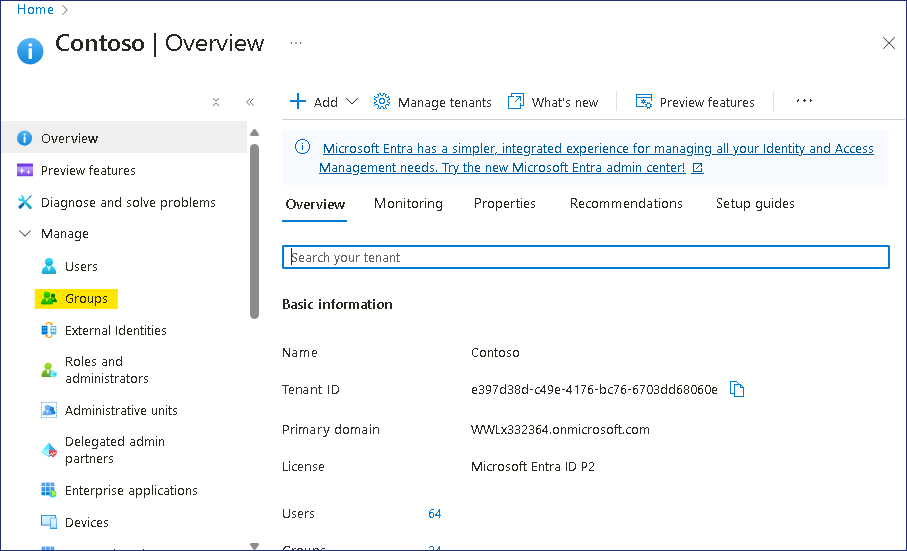 Home
Contoso | Overview
Add
Manage tenants
What's new
Preview features
Overview
Preview features
Diagnose and solve problems
Manage
Users
Groups
External Identities
Roles and
administrators
Administrative units
Delegated admin
partners
Enterprise applications
Devices
Microsoft Entra has a simpler, integrated experience for managing all your Identity and Access
Management needs. Try the new Microsoft Entra admin center!
Overview
Monitoring
Properties
Recommendations
Setup guides
Search your tenant
Basic information
Name
Contoso
Tenant ID
e397d38d-c49e-4176-bc76-6703dd68060e
Primary domain
WWLx332364.onmicrosoft.com
License
Microsoft Entra ID P2
Users
64
Groups